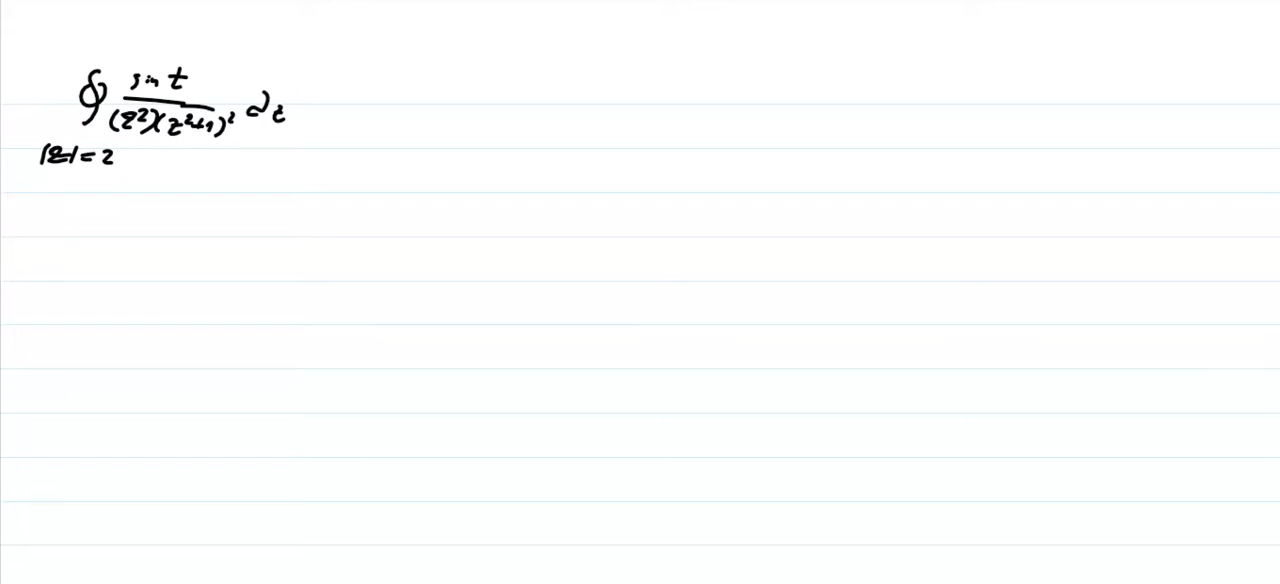 ∮ sin z / (z²)(z²+1)² dz
|z|=2